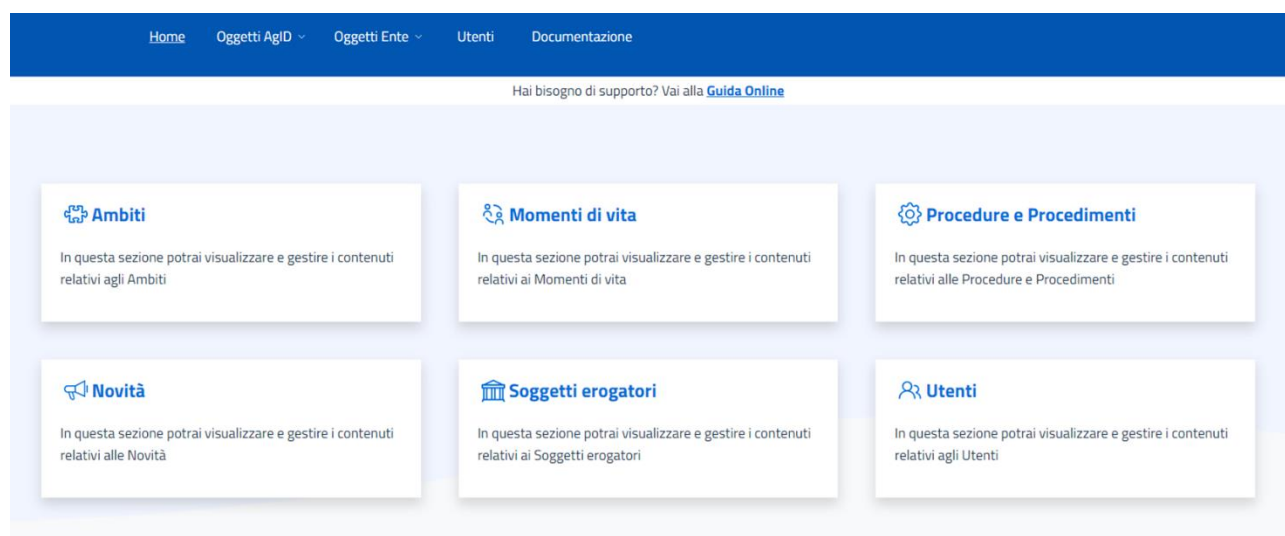 Home Oggetti AgID Oggetti Ente Utenti Documentazione
Hai bisogno di supporto? Vai alla Guida Online
Ambiti
In questa sezione potrai visualizzare e gestire i contenuti
relativi agli Ambiti
Momenti di vita
In questa sezione potrai visualizzare e gestire i contenuti
relativi ai Momenti di vita
Procedure e Procedimenti
In questa sezione potrai visualizzare e gestire i contenuti
relativi alle Procedure e Procedimenti
Novità
In questa sezione potrai visualizzare e gestire i contenuti
relativi alle Novità
Soggetti erogatori
In questa sezione potrai visualizzare e gestire i contenuti
relativi ai Soggetti erogatori
Utenti
In questa sezione potrai visualizzare e gestire i contenuti
relativi agli Utenti